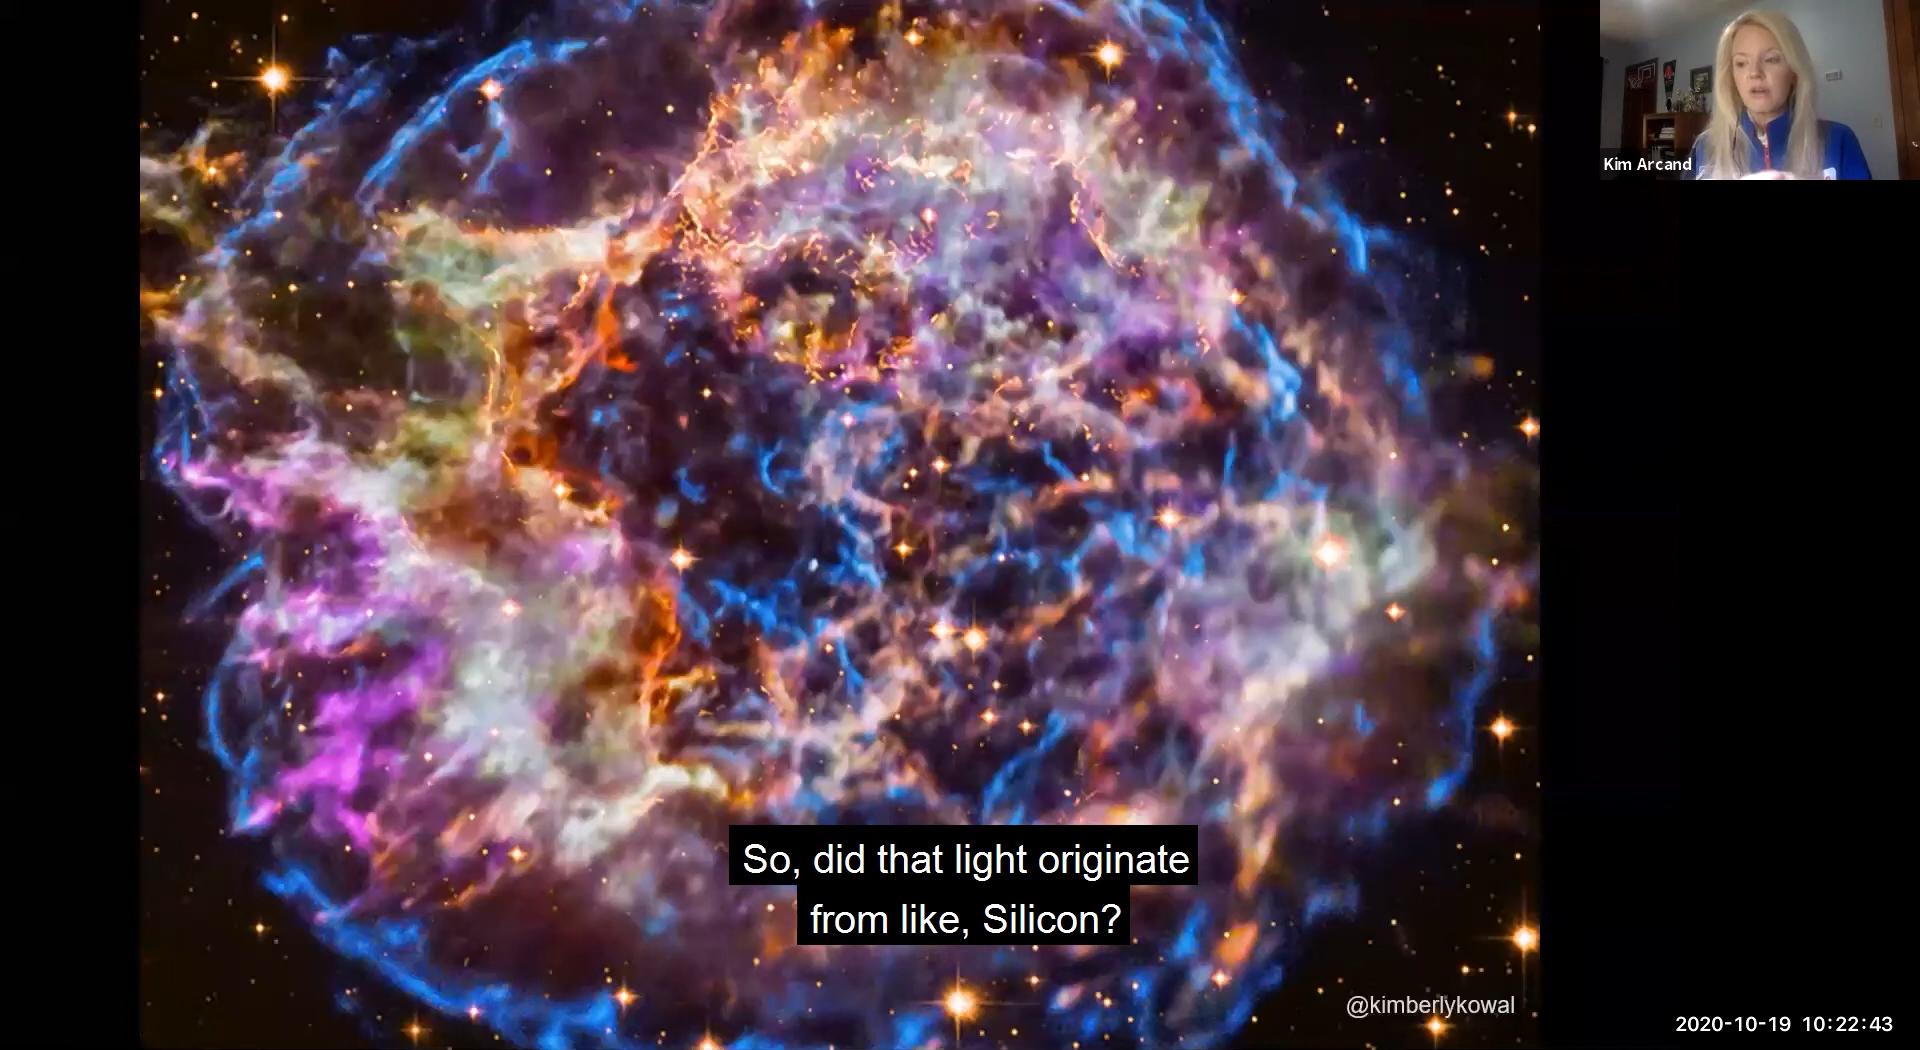 Kim Arcand
So, did that light originate
from like, Silicon?
@kimberlykowal
2020-10-19 10:22:43